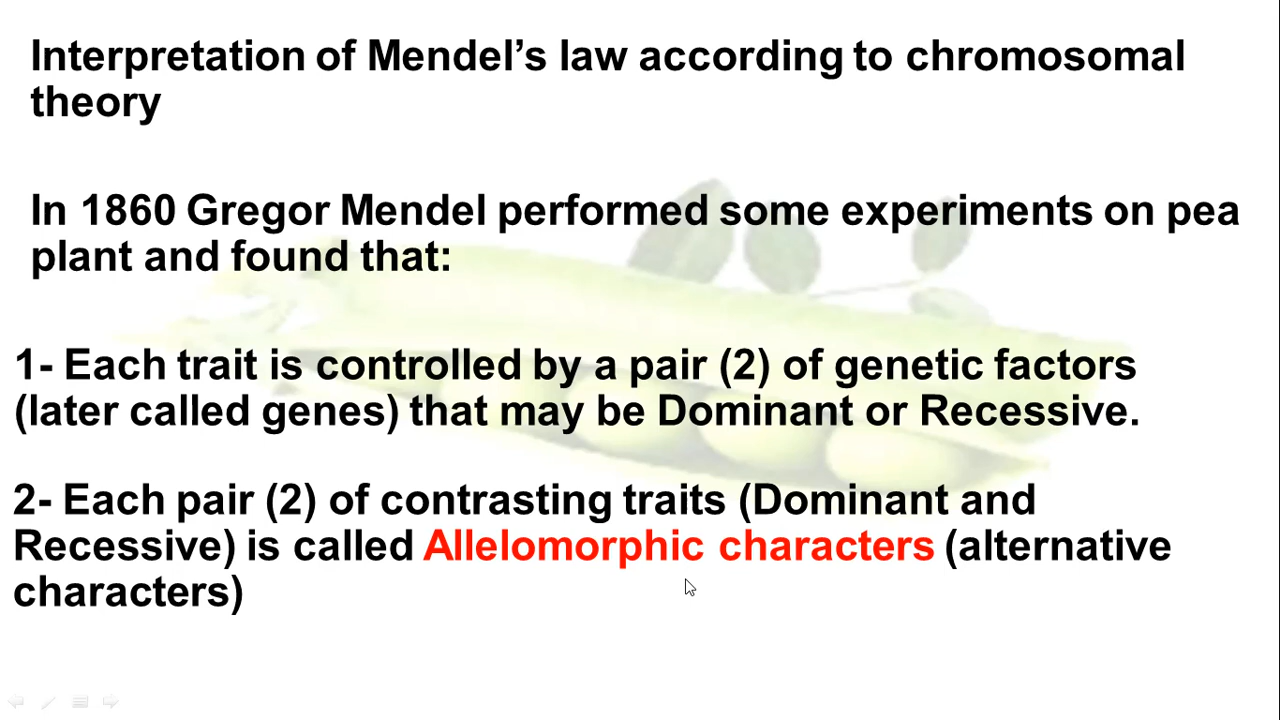 Interpretation of Mendel’s law according to chromosomal
theory
In 1860 Gregor Mendel performed some experiments on pea
plant and found that:
1- Each trait is controlled by a pair (2) of genetic factors
(later called genes) that may be Dominant or Recessive.
2- Each pair (2) of contrasting traits (Dominant and
Recessive) is called Allelomorphic characters (alternative
characters)